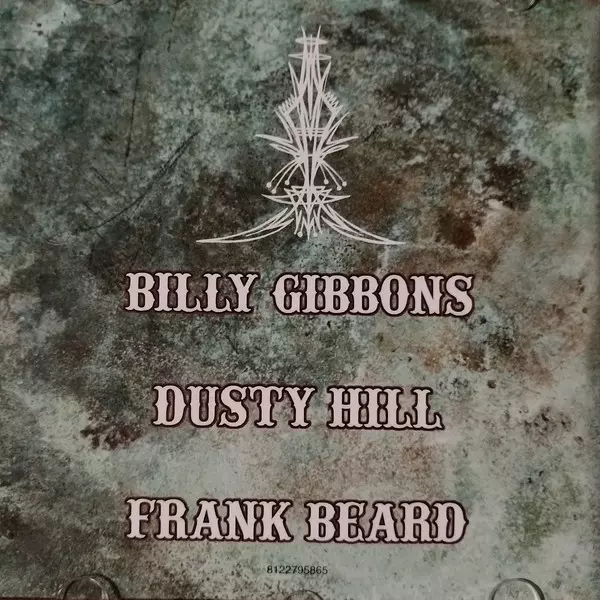 BILLY GIBBONS
DUSTY HILL
FRANK BEARD
8122795865